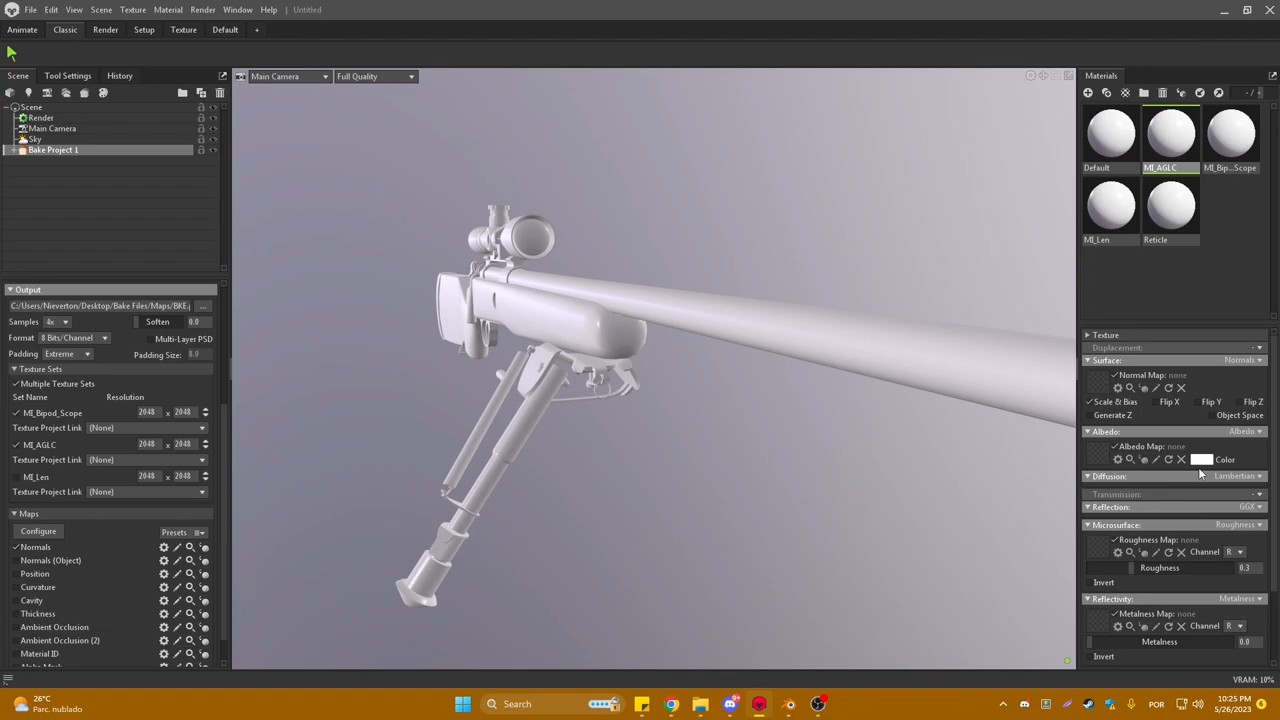 File Edit View Scene Texture Material Render Window Help Untitled
Animate Classic Render Setup Texture Default +
Scene Tool Settings History
Main Camera Full Quality
Materials
- / -
Scene
Render
Main Camera
Sky
Bake Project 1
Default MI_AGLC MI_Bip...Scope
MI_Len Reticle
Output
C:/Users/Nieverton/Desktop/Bake Files/Maps/BKE.p ...
Samples 4x Soften 0.0
Format 8 Bits/Channel Multi-Layer PSD
Padding Extreme Padding Size: 8.0
Texture Sets
Multiple Texture Sets
Set Name Resolution
MI_Bipod_Scope 2048 x 2048
Texture Project Link (None)
MI_AGLC 2048 x 2048
Texture Project Link (None)
MI_Len 2048 x 2048
Texture Project Link (None)
Maps
Configure Presets
Normals
Normals (Object)
Position
Curvature
Cavity
Thickness
Ambient Occlusion
Ambient Occlusion (2)
Material ID
Texture
Displacement: -
Surface: Normals
Normal Map: none
Scale & Bias Flip X Flip Y Flip Z
Generate Z Object Space
Albedo: Albedo
Albedo Map: none
Color
Diffusion: Lambertian
Transmission: -
Reflection: GGX
Microsurface: Roughness
Roughness Map: none
Channel R
Roughness 0.3
Invert
Reflectivity: Metalness
Metalness Map: none
Channel R
Metalness 0.0
Invert
VRAM: 10%
26°C
Parc. nublado
Search
POR
10:25 PM
5/26/2023
6